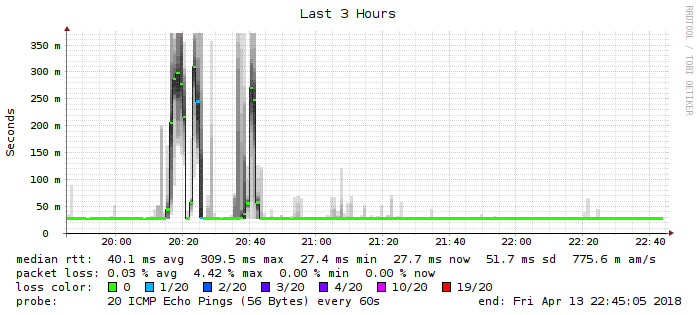 Last 3 Hours
RRDTOOL / TOBI OETIKER
Seconds
350 m
300 m
250 m
200 m
150 m
100 m
50 m
0
20:00 20:20 20:40 21:00 21:20 21:40 22:00 22:20 22:40
median rtt: 40.1 ms avg 309.5 ms max 27.4 ms min 27.7 ms now 51.7 ms sd 775.6 m am/s
packet loss: 0.03 % avg 4.42 % max 0.00 % min 0.00 % now
loss color: 0 1/20 2/20 3/20 4/20 10/20 19/20
probe: 20 ICMP Echo Pings (56 Bytes) every 60s end: Fri Apr 13 22:45:05 2018